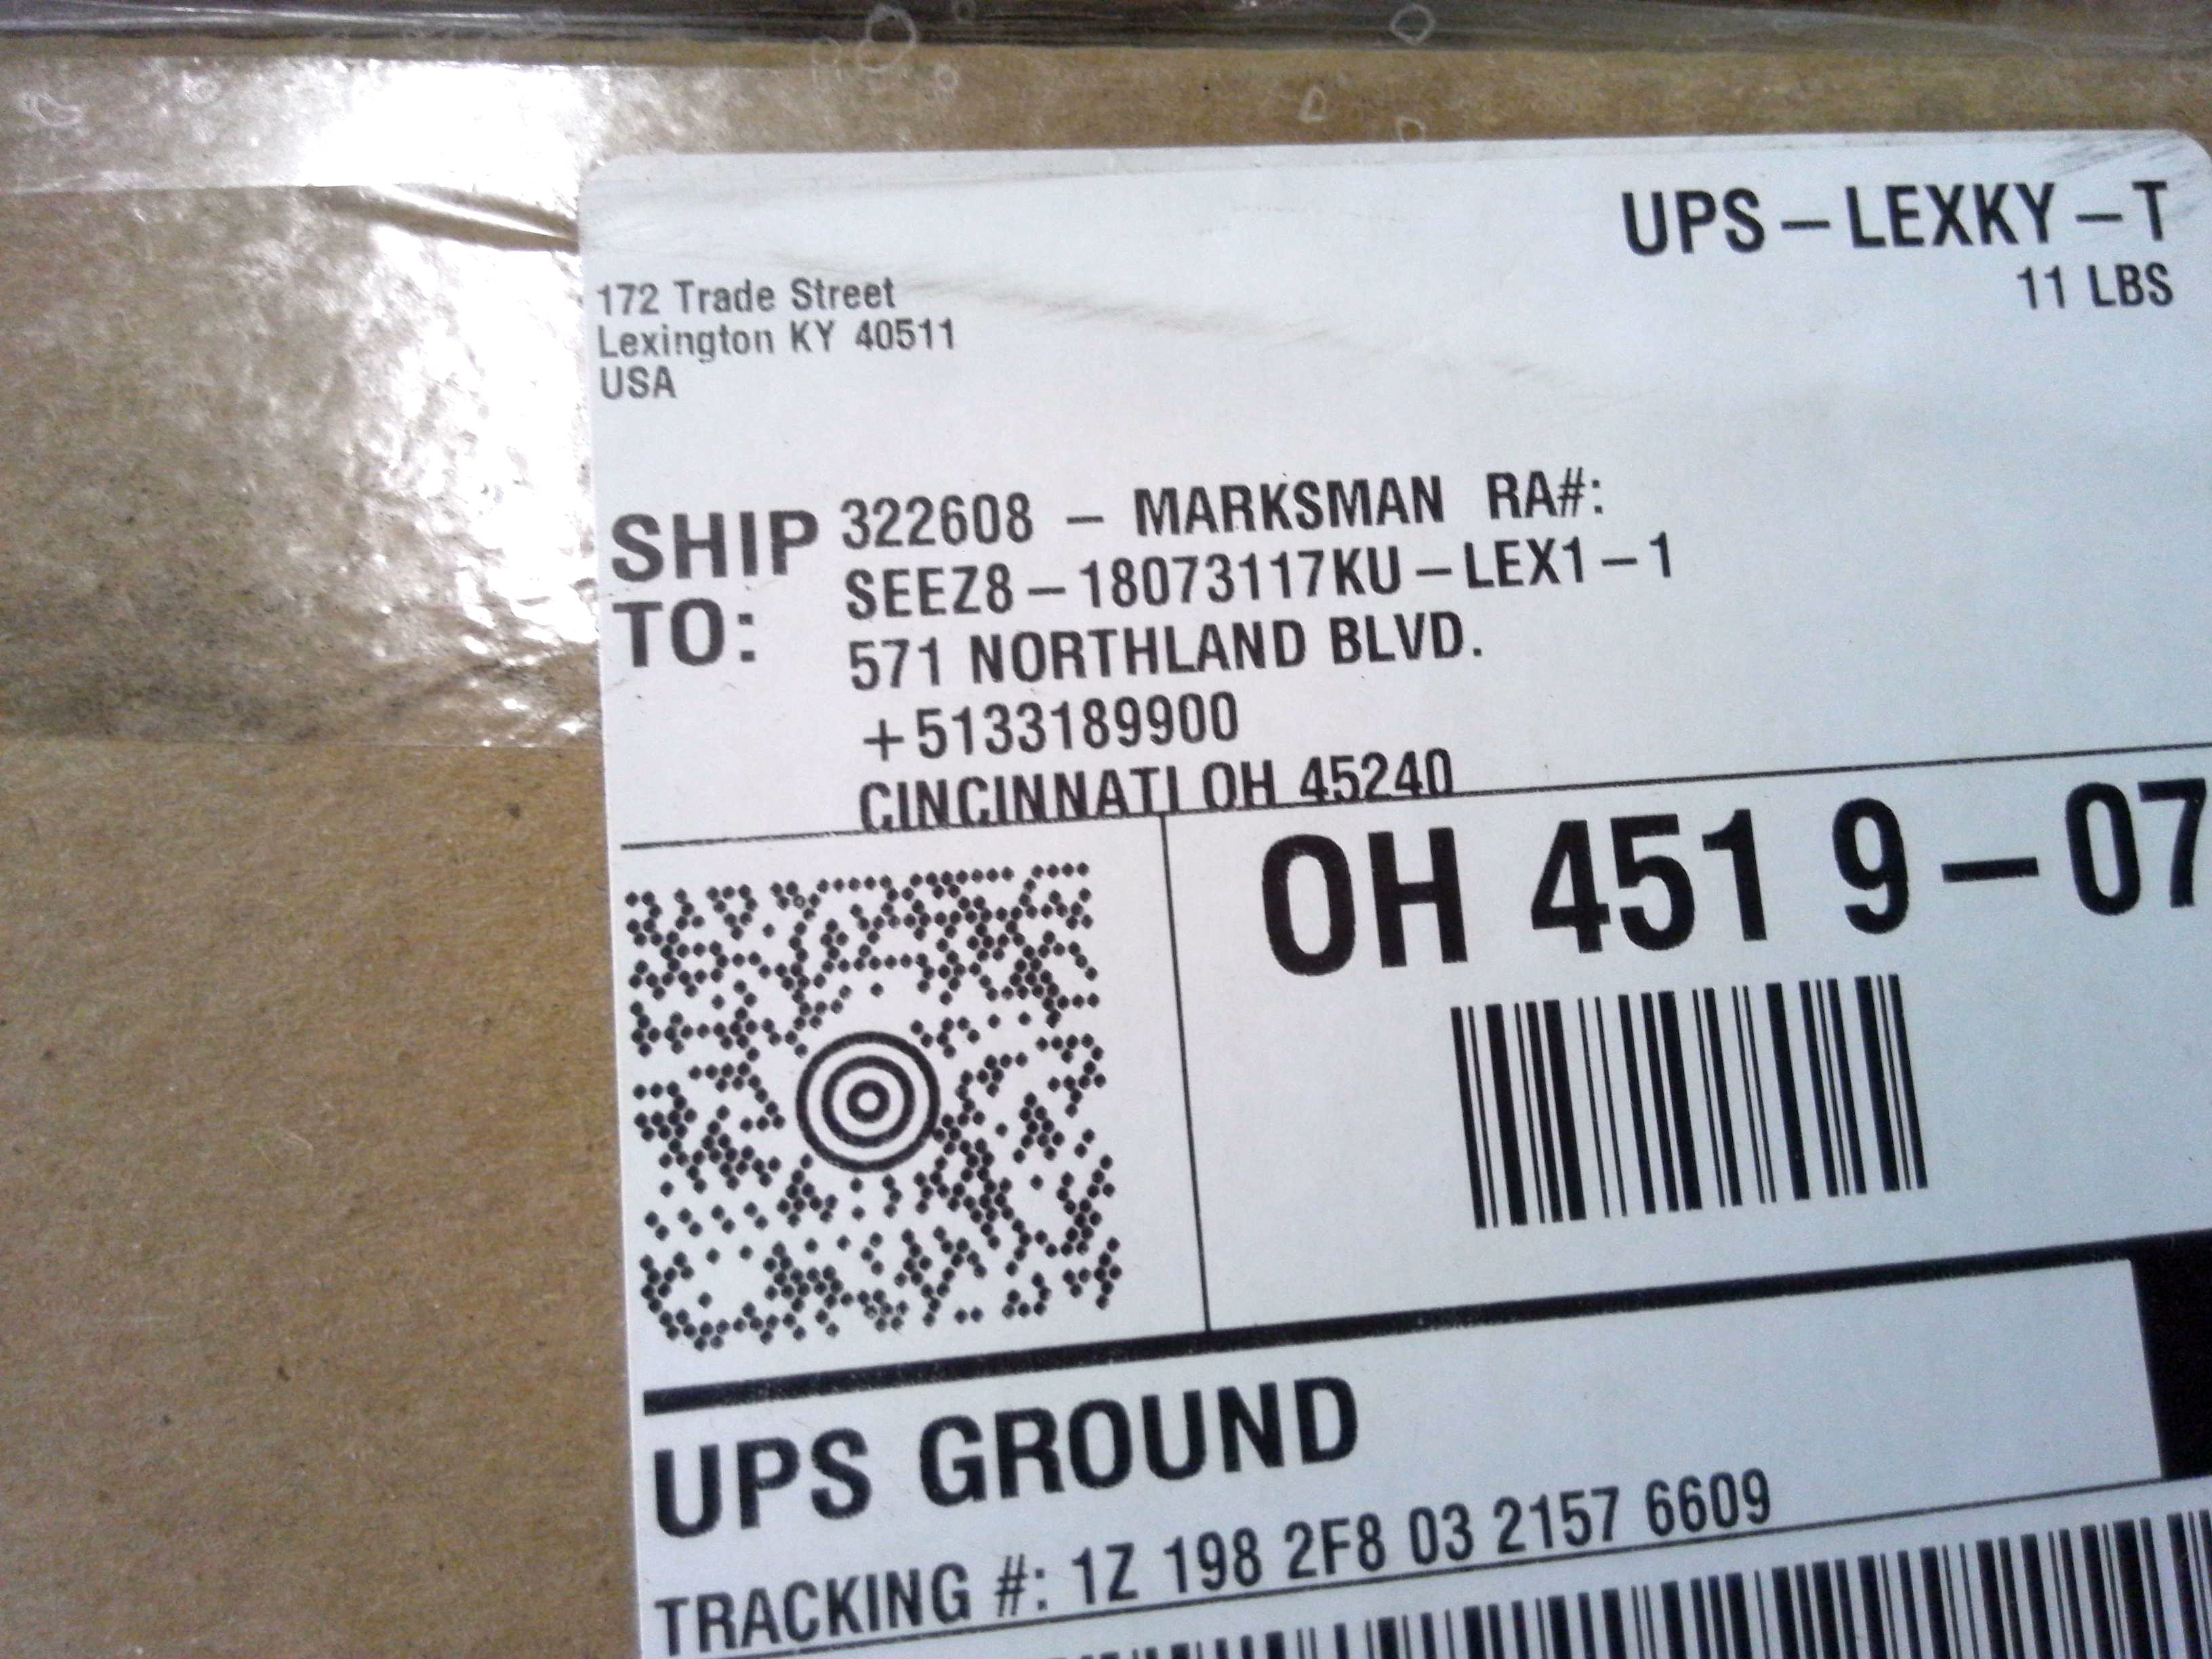 UPS – LEXKY – T
11 LBS
172 Trade Street
Lexington KY 40511
USA
SHIP TO:
322608 – MARKSMAN RA#:
SEEZ8 – 18073117KU – LEX1 – 1
571 NORTHLAND BLVD.
+5133189900
CINCINNATI OH 45240
OH 451 9 – 07
UPS GROUND
TRACKING #: 1Z 198 2F8 03 2157 6609